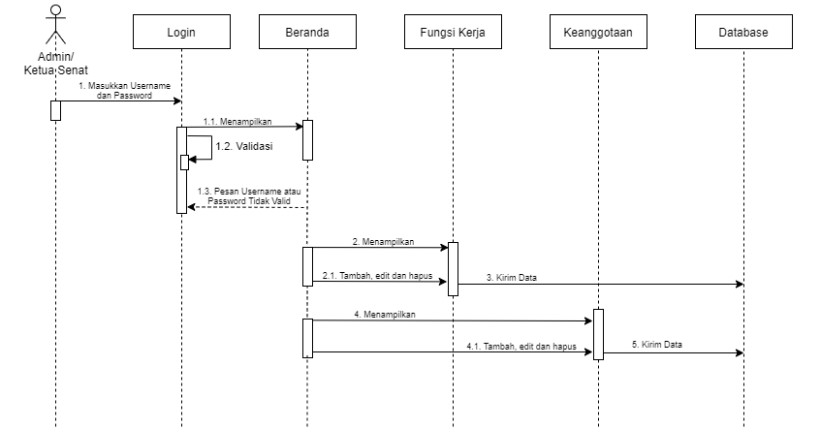 Login
Beranda
Fungsi Kerja
Keanggotaan
Database
Admin/
Ketua Senat
1. Masukkan Username
dan Password
1.1. Menampilkan
1.2. Validasi
1.3. Pesan Username atau
Password Tidak Valid
2. Menampilkan
2.1. Tambah, edit dan hapus
3. Kirim Data
4. Menampilkan
4.1. Tambah, edit dan hapus
5. Kirim Data